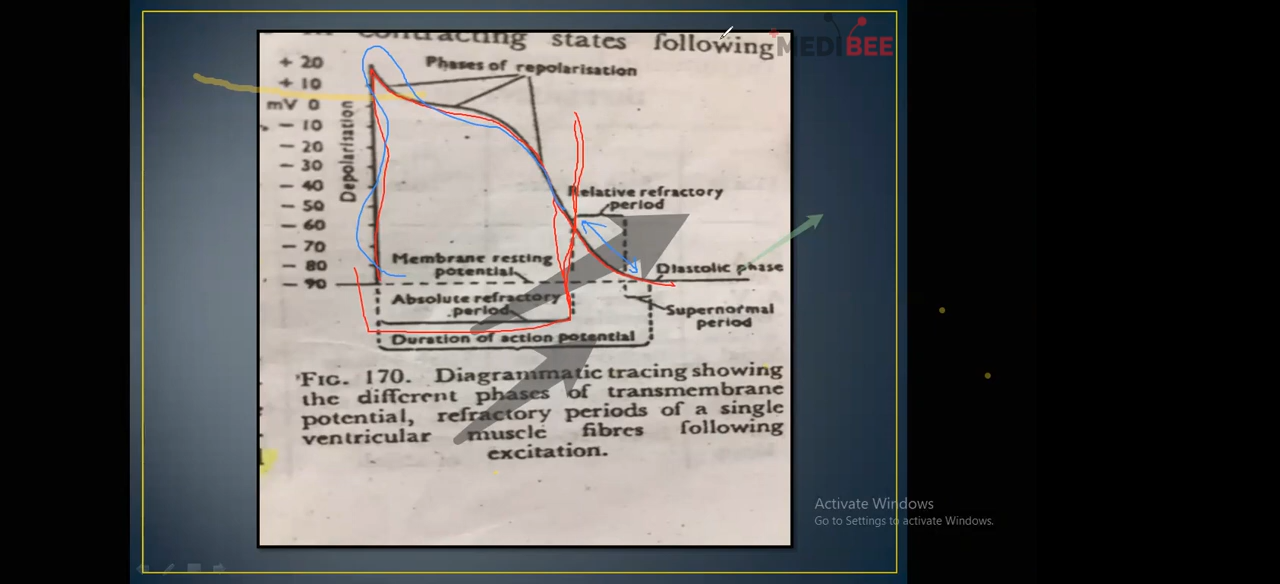 contracting states following
MEDIBEE
+ 20
+ 10
mV 0
- 10
- 20
- 30
- 40
- 50
- 60
- 70
- 80
- 90
Depolarisation
Phases of repolarisation
Relative refractory
period
Membrane resting
potential
Diastolic phase
Absolute refractory
period
Supernormal
period
Duration of action potential
FIG. 170. Diagrammatic tracing showing
the different phases of transmembrane
potential, refractory periods of a single
ventricular muscle fibres following
excitation.
Activate Windows
Go to Settings to activate Windows.